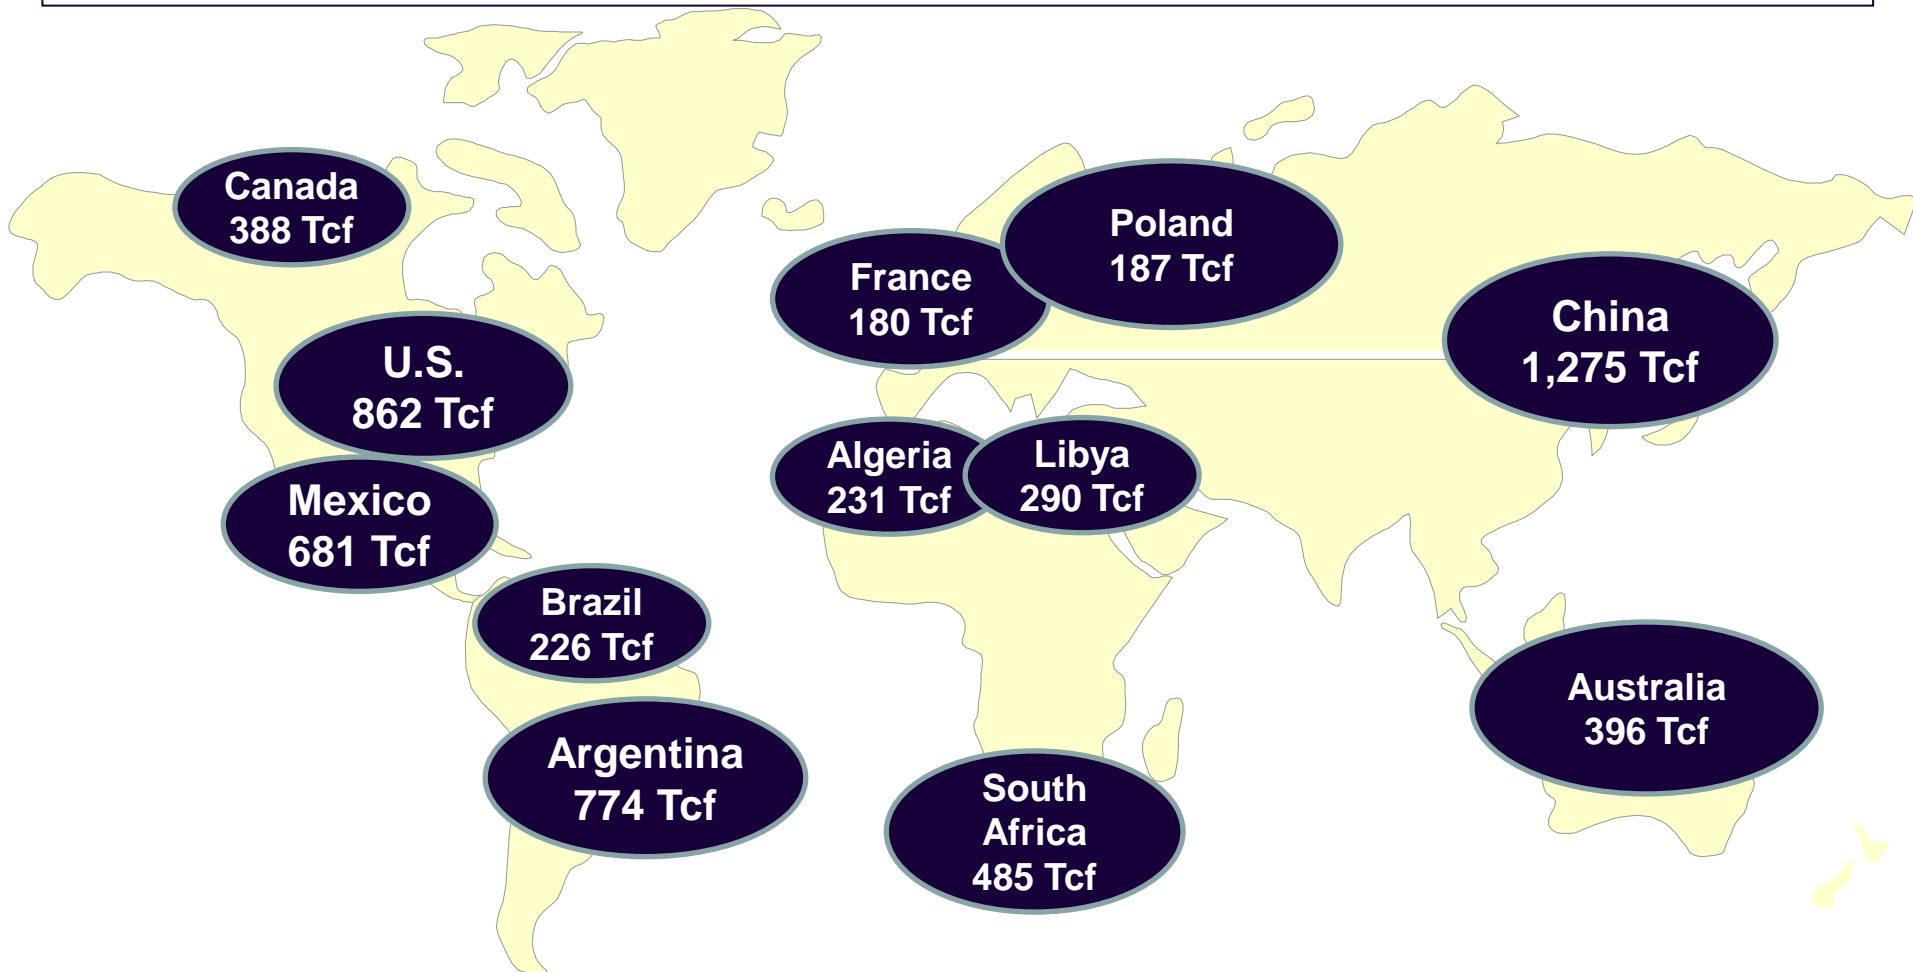 Canada
388 Tcf
Poland
187 Tcf
France
180 Tcf
China
1,275 Tcf
U.S.
862 Tcf
Algeria
231 Tcf
Libya
290 Tcf
Mexico
681 Tcf
Brazil
226 Tcf
Australia
396 Tcf
Argentina
774 Tcf
South
Africa
485 Tcf